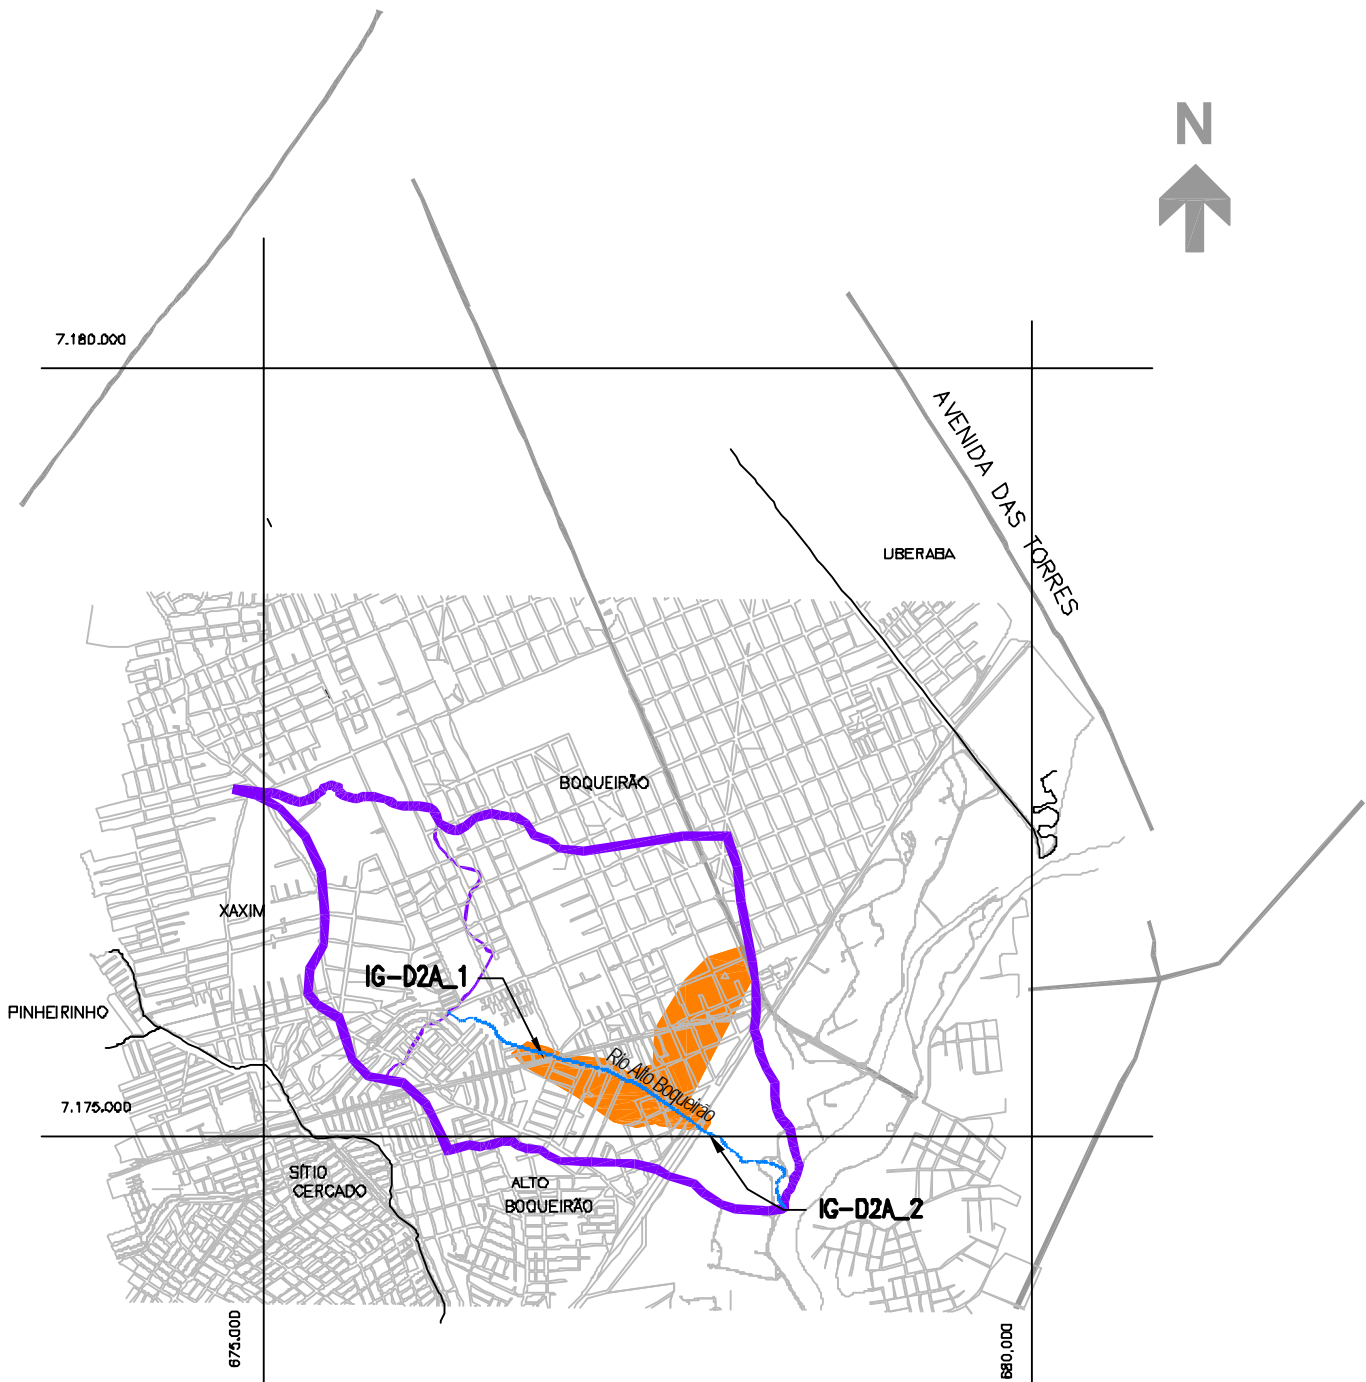 N
7.180.000
AVENIDA DAS TORRES
UBERABA
BOQUEIRÃO
XAXIM
IG-D2A_1
PINHEIRINHO
Rio Alto Boqueirão
7.175.000
SÍTIO
CERCADO
ALTO
BOQUEIRÃO
IG-D2A_2
675.000
680,000